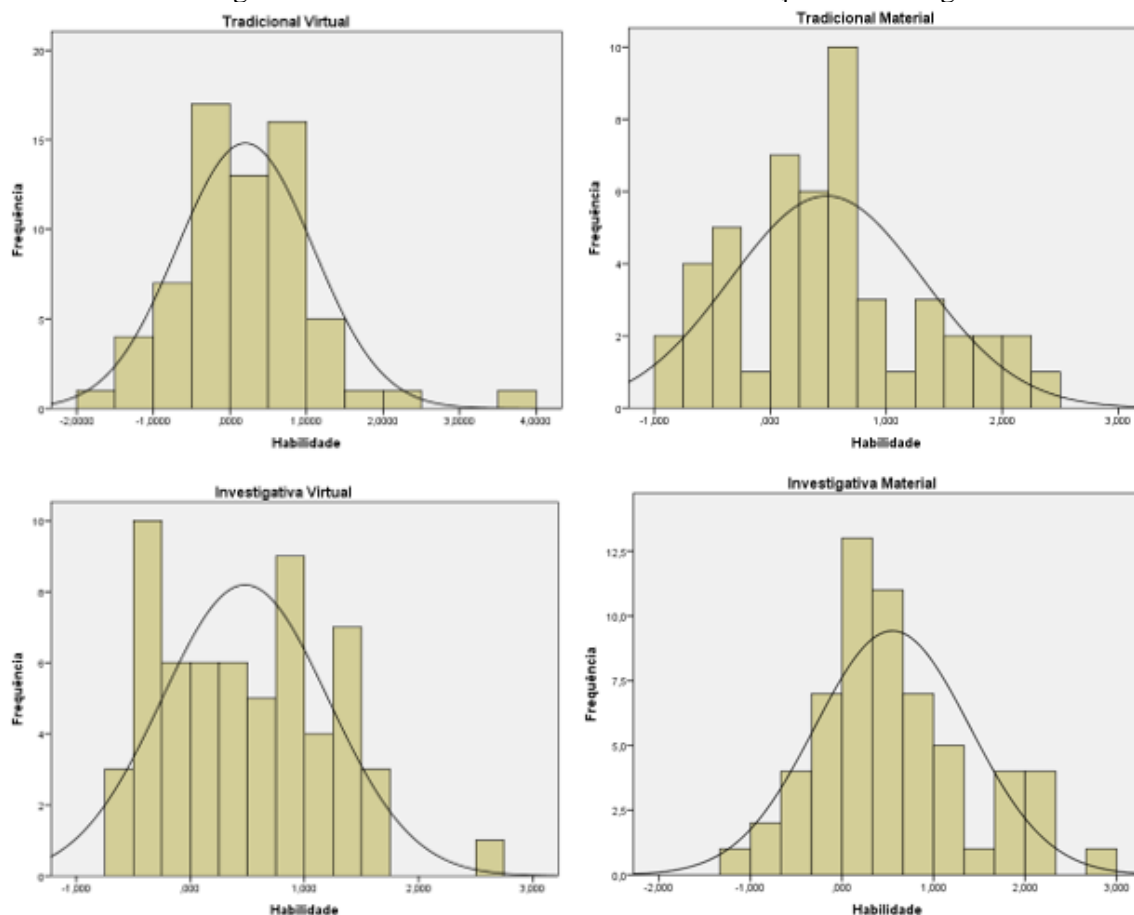 Tradicional Virtual
20
15
10
5
0
Frequência
-2,0000 -1,0000 ,0000 1,0000 2,0000 3,0000 4,0000
Habilidade
Tradicional Material
10
8
6
4
2
0
Frequência
-1,000 ,000 1,000 2,000 3,000
Habilidade
Investigativa Virtual
10
8
6
4
2
0
Frequência
-1,000 ,000 1,000 2,000 3,000
Habilidade
Investigativa Material
12,5
10,0
7,5
5,0
2,5
0,0
Frequência
-2,000 -1,000 ,000 1,000 2,000 3,000
Habilidade